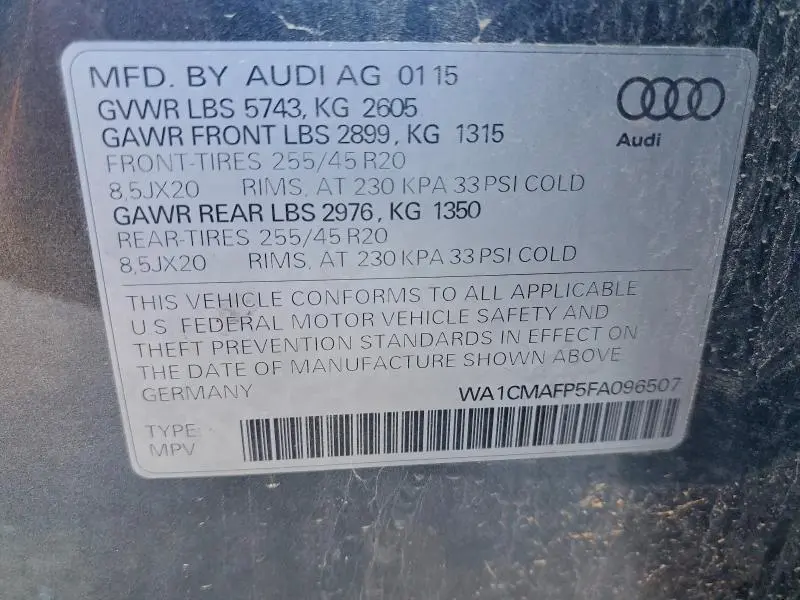 MFD. BY AUDI AG 01 15
GVWR LBS 5743, KG 2605
GAWR FRONT LBS 2899, KG 1315
FRONT-TIRES 255/45 R20
8,5JX20 RIMS, AT 230 KPA 33 PSI COLD
GAWR REAR LBS 2976, KG 1350
REAR-TIRES 255/45 R20
8,5JX20 RIMS, AT 230 KPA 33 PSI COLD
Audi
THIS VEHICLE CONFORMS TO ALL APPLICABLE
U.S. FEDERAL MOTOR VEHICLE SAFETY AND
THEFT PREVENTION STANDARDS IN EFFECT ON
THE DATE OF MANUFACTURE SHOWN ABOVE
GERMANY WA1CMAFP5FA096507
TYPE:
MPV